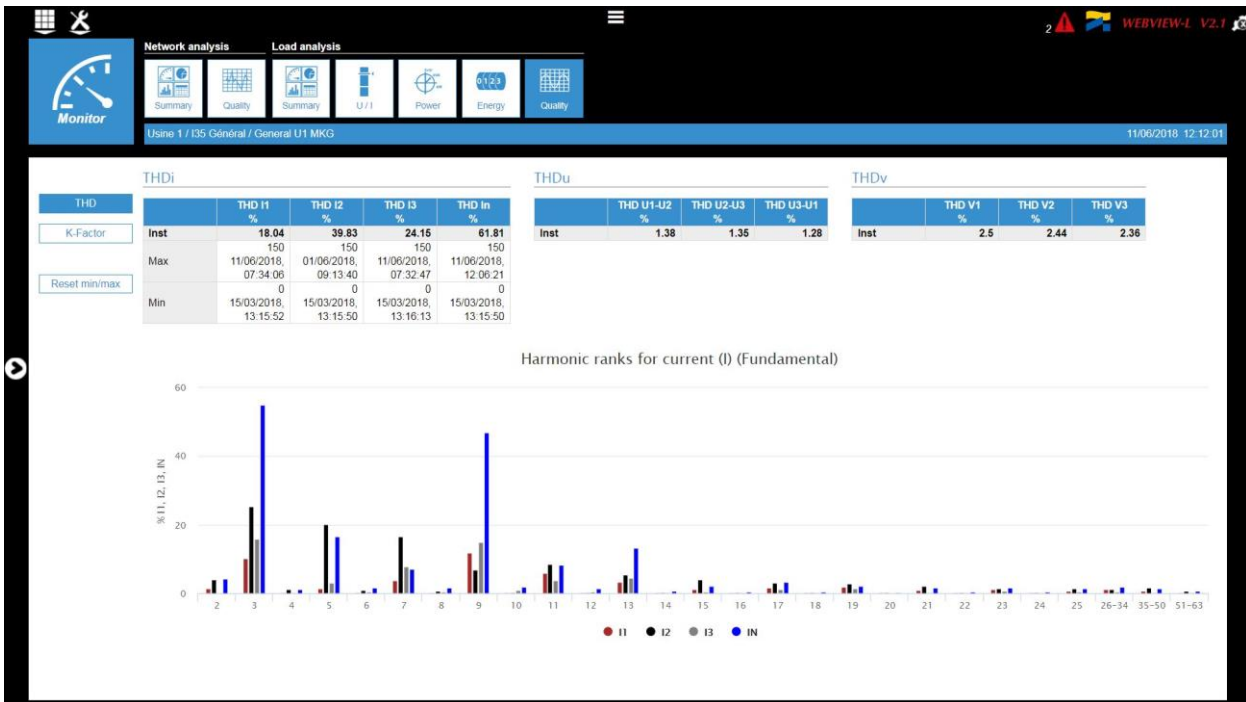 2 WEBVIEW-L V2.1
Network analysis Load analysis
Summary Quality Summary U / I Power Energy Quality
0123
Monitor
Usine 1 / I35 Général / General U1 MKG 11/06/2018 12:12:01
THD
K-Factor
Reset min/max
THDi
THD I1 THD I2 THD I3 THD In
% % % %
Inst 18.04 39.83 24.15 61.81
150 150 150 150
Max 11/06/2018, 01/06/2018, 11/06/2018, 11/06/2018,
07:34:06 09:13:40 07:32:47 12:06:21
0 0 0 0
Min 15/03/2018, 15/03/2018, 15/03/2018, 15/03/2018,
13:15:52 13:15:50 13:16:13 13:15:50
THDu
THD U1-U2 THD U2-U3 THD U3-U1
% % %
Inst 1.38 1.35 1.28
THDv
THD V1 THD V2 THD V3
% % %
Inst 2.5 2.44 2.36
Harmonic ranks for current (I) (Fundamental)
% I1, I2, I3, IN
60
40
20
0
2 3 4 5 6 7 8 9 10 11 12 13 14 15 16 17 18 19 20 21 22 23 24 25 26-34 35-50 51-63
I1 I2 I3 IN